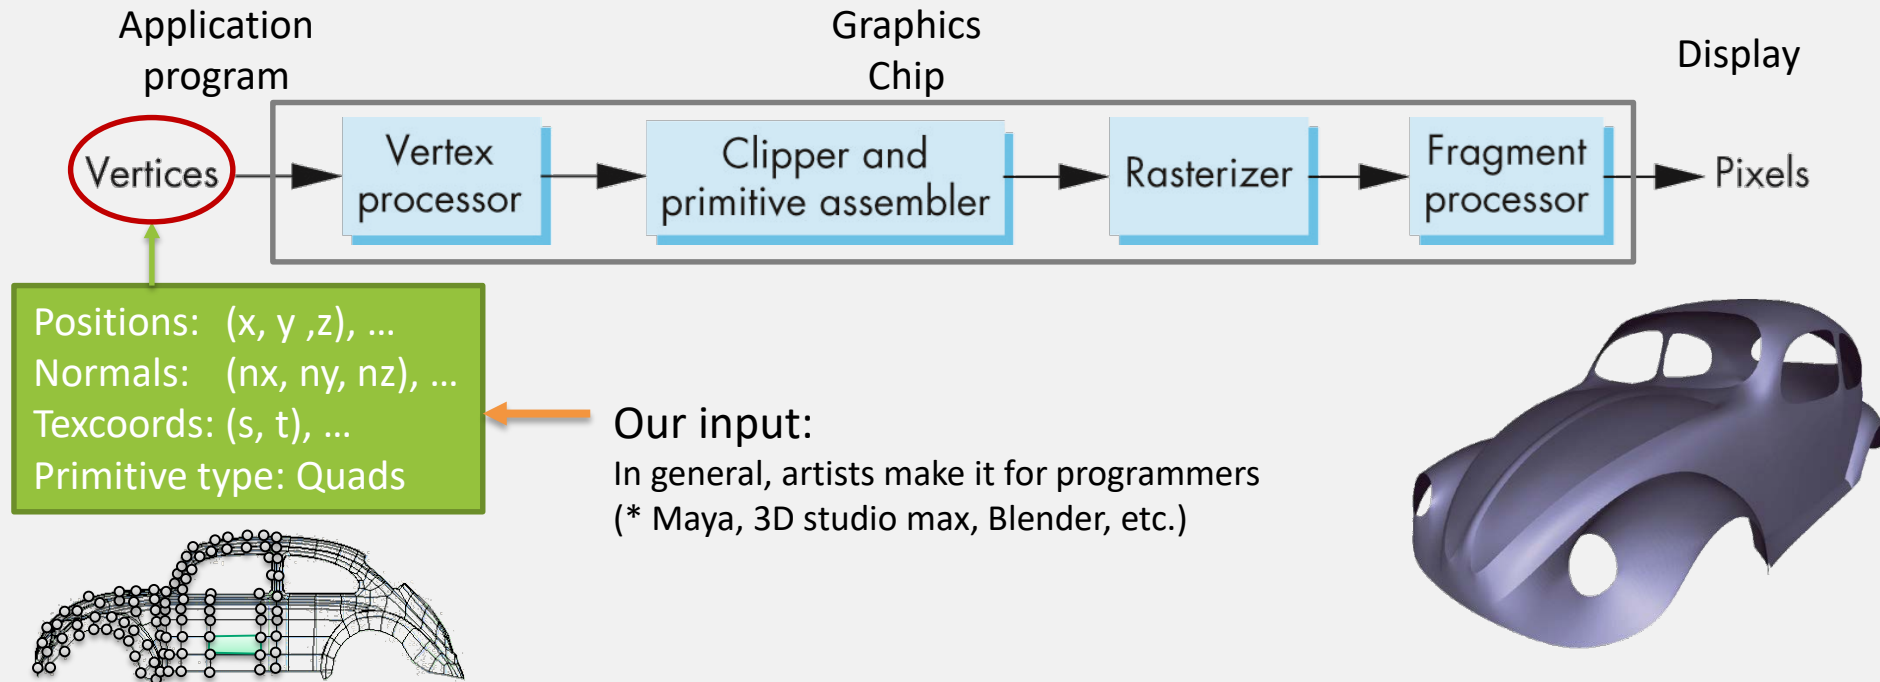 Application
program
Graphics
Chip
Display
Vertices
Vertex
processor
Clipper and
primitive assembler
Rasterizer
Fragment
processor
Pixels
Positions: (x, y ,z), ...
Normals: (nx, ny, nz), ...
Texcoords: (s, t), ...
Primitive type: Quads
Our input:
In general, artists make it for programmers
(* Maya, 3D studio max, Blender, etc.)